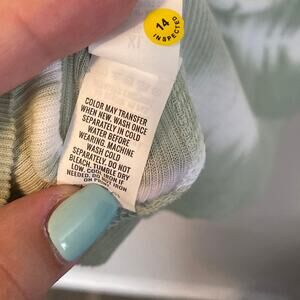 14
INSPECTED
COLOR MAY TRANSFER
WHEN NEW. WASH ONCE
SEPARATELY IN COLD
WATER BEFORE
WEARING. MACHINE
WASH COLD
SEPARATELY. DO NOT
BLEACH. TUMBLE DRY
LOW. COOL IRON IF
NEEDED. DO NOT IRON